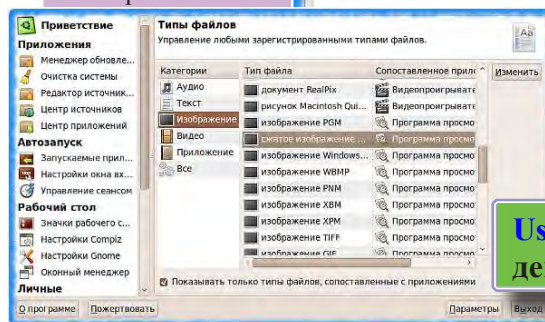 Приветствие
Приложения
Менеджер обновле...
Очистка системы
Редактор источник...
Центр источников
Центр приложений
Автозапуск
Запускаемые прил...
Настройки окна вх...
Управление сеансом
Рабочий стол
Значки рабочего с...
Настройки Compiz
Настройки Gnome
Оконный менеджер
Личные
Типы файлов
Управление любыми зарегистрированными типами файлов.
Категории
Аудио
Текст
Изображение
Видео
Приложение
Все
Тип файла
Сопоставленное прил
документ RealPix
Видеопроигрывате
рисунок Macintosh Qui...
Видеопроигрывате
изображение PGM
Программа просмо
сжатое изображение ...
Программа просмо
изображение Windows...
Программа просмо
изображение WBMP
Программа просмо
изображение PNM
Программа просмо
изображение XBM
Программа просмо
изображение XPM
Программа просмо
изображение TIFF
Программа просмо
изображение GIF
Программа просмо
Изменить
Показывать только типы файлов, сопоставленные с приложениями
О программе
Пожертвовать
Параметры
Выход
Us
де